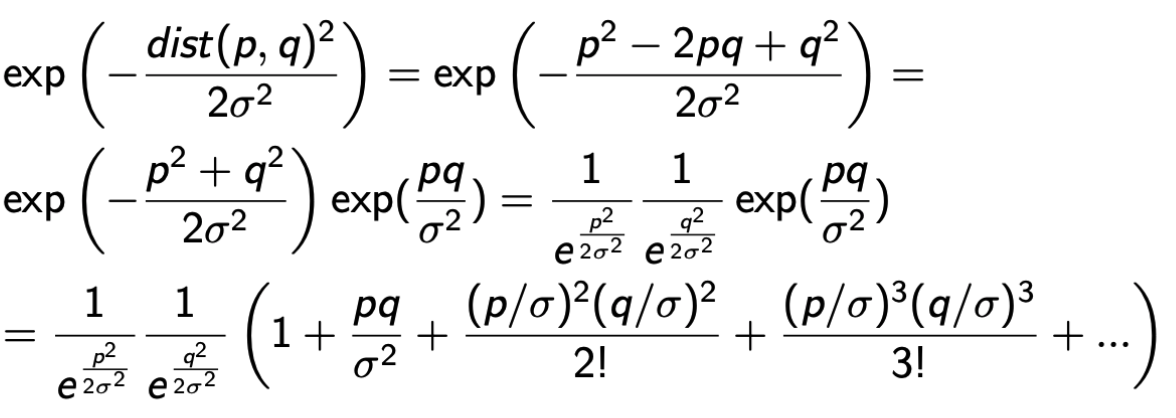 exp(−dist(p, q)²/2σ²) = exp(−(p² − 2pq + q²)/2σ²) =
exp(−(p² + q²)/2σ²) exp(pq/σ²) = 1/e^(p²/2σ²) 1/e^(q²/2σ²) exp(pq/σ²)
= 1/e^(p²/2σ²) 1/e^(q²/2σ²) (1 + pq/σ² + (p/σ)²(q/σ)²/2! + (p/σ)³(q/σ)³/3! + ...)